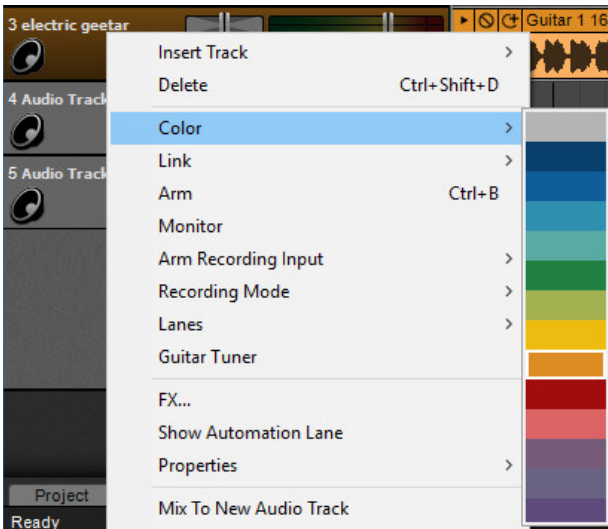 3 electric geetar
Guitar 1 16
Insert Track
Delete Ctrl+Shift+D
4 Audio Track
Color
Link
5 Audio Track
Arm Ctrl+B
Monitor
Arm Recording Input
Recording Mode
Lanes
Guitar Tuner
FX...
Show Automation Lane
Properties
Project
Mix To New Audio Track
Ready